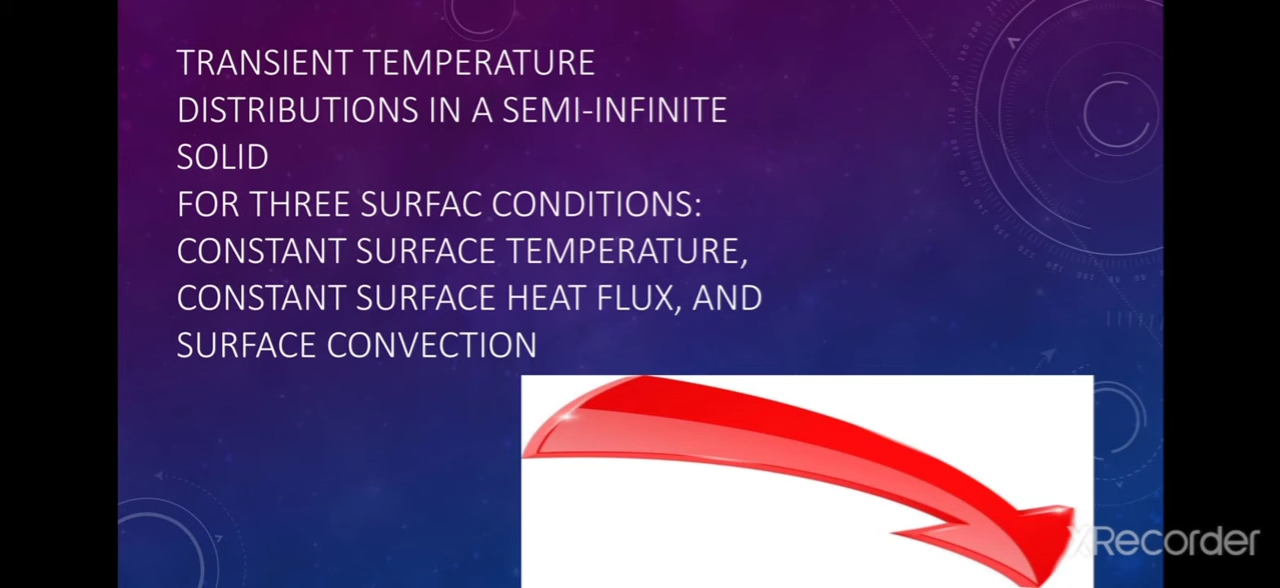 TRANSIENT TEMPERATURE
DISTRIBUTIONS IN A SEMI-INFINITE
SOLID
FOR THREE SURFAC CONDITIONS:
CONSTANT SURFACE TEMPERATURE,
CONSTANT SURFACE HEAT FLUX, AND
SURFACE CONVECTION
XRecorder